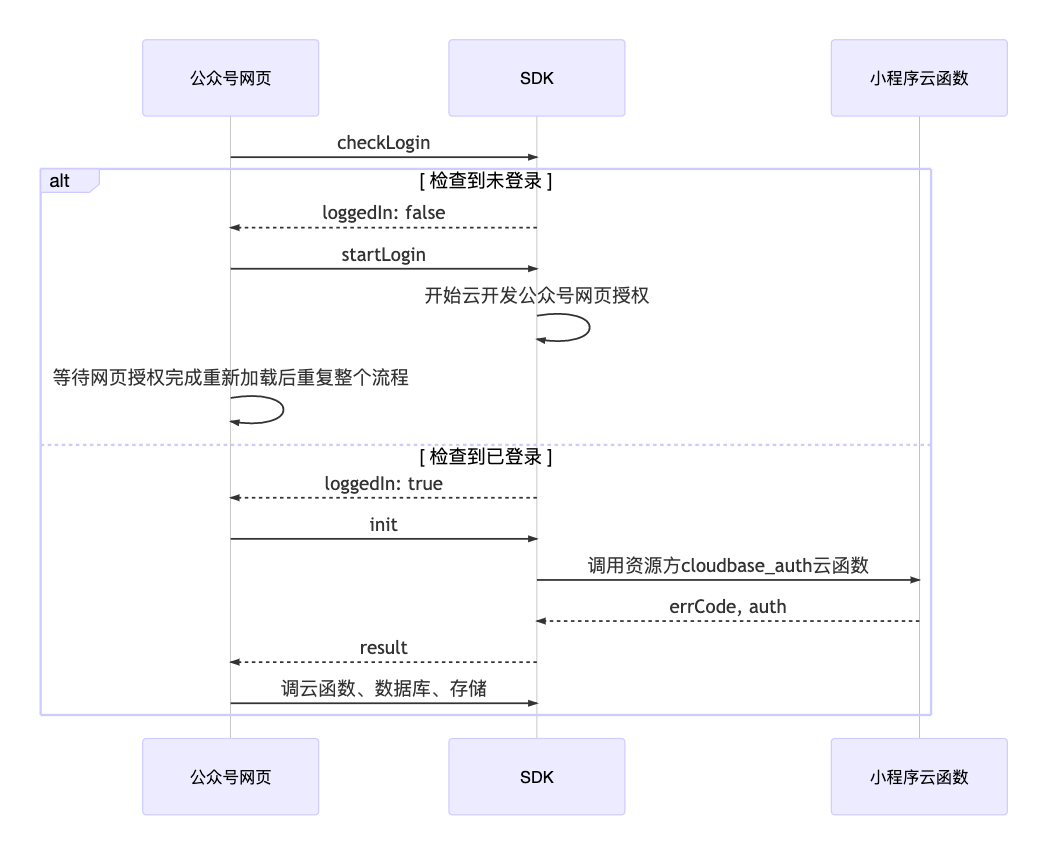 公众号网页
SDK
小程序云函数
checkLogin
alt
[ 检查到未登录 ]
loggedIn: false
startLogin
开始云开发公众号网页授权
等待网页授权完成重新加载后重复整个流程
[ 检查到已登录 ]
loggedIn: true
init
调用资源方cloudbase_auth云函数
errCode, auth
result
调云函数、数据库、存储
公众号网页
SDK
小程序云函数